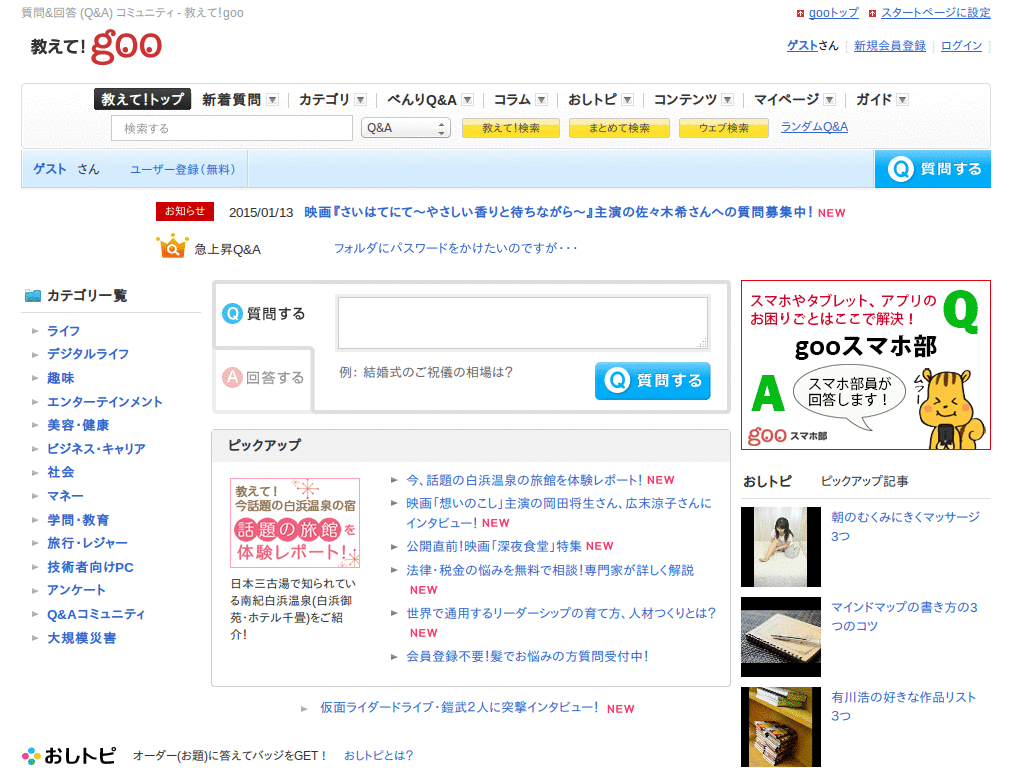 質問&回答 (Q&A) コミュニティ - 教えて!goo
gooトップ スタートページに設定
教えて! goo
ゲストさん | 新規会員登録 | ログイン |
教えて!トップ 新着質問 カテゴリ べんりQ&A コラム おしトピ コンテンツ マイページ ガイド
検索する Q&A 教えて!検索 まとめて検索 ウェブ検索 ランダムQ&A
ゲスト さん ユーザー登録(無料) Q 質問する
お知らせ 2015/01/13 映画『さいはてにて〜やさしい香りと待ちながら〜』主演の佐々木希さんへの質問募集中! NEW
急上昇Q&A フォルダにパスワードをかけたいのですが・・・
カテゴリ一覧
ライフ
デジタルライフ
趣味
エンターテインメント
美容・健康
ビジネス・キャリア
社会
マネー
学問・教育
旅行・レジャー
技術者向けPC
アンケート
Q&Aコミュニティ
大規模災害
Q 質問する
A 回答する
例: 結婚式のご祝儀の相場は?
Q 質問する
ピックアップ
教えて!
今話題の白浜温泉の宿
話題の旅館を
体験レポート!
日本三古湯で知られてい
る南紀白浜温泉(白浜御
苑・ホテル千畳)をご紹
介!
今、話題の白浜温泉の旅館を体験レポート! NEW
映画「想いのこし」主演の岡田将生さん、広末涼子さんに
インタビュー! NEW
公開直前!映画「深夜食堂」特集 NEW
法律・税金の悩みを無料で相談!専門家が詳しく解説
NEW
世界で通用するリーダーシップの育て方、人材つくりとは?
NEW
会員登録不要!髪でお悩みの方質問受付中!
仮面ライダードライブ・鎧武2人に突撃インタビュー! NEW
スマホやタブレット、アプリの
お困りごとはここで解決! Q
gooスマホ部
A スマホ部員が
回答します!
ムラー
goo スマホ部
おしトピ ピックアップ記事
朝のむくみにきくマッサージ
3つ
マインドマップの書き方の3
つのコツ
有川浩の好きな作品リスト
3つ
おしトピ オーダー(お題)に答えてバッジをGET! おしトピとは?